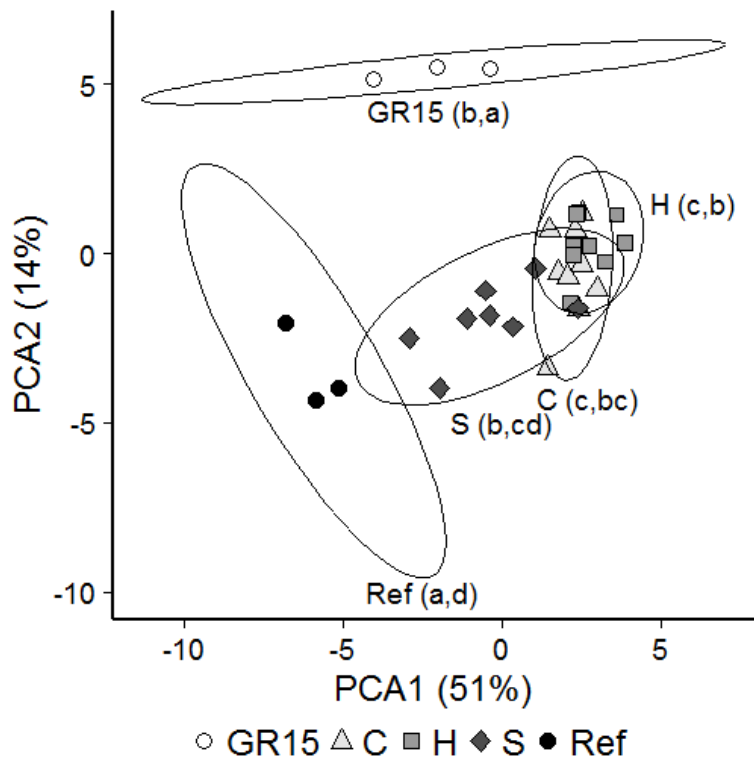 5
GR15 (b,a)
H (c,b)
0
PCA2 (14%)
C (c,bc)
S (b,cd)
-5
Ref (a,d)
-10
-10 -5 0 5
PCA1 (51%)
GR15 C H S Ref